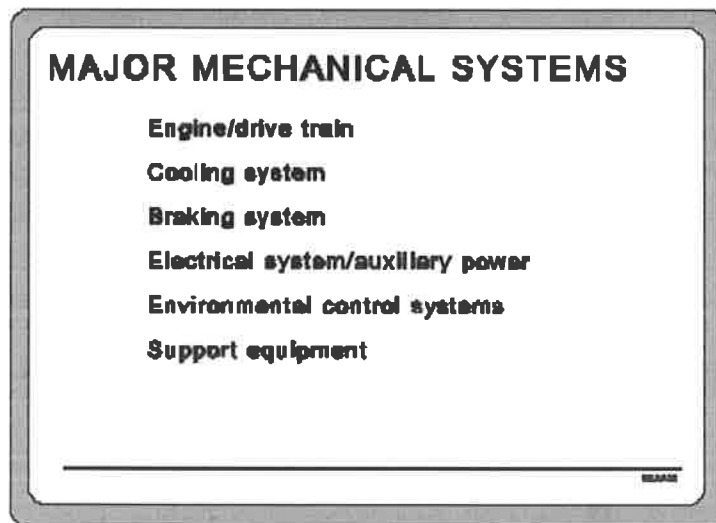 MAJOR MECHANICAL SYSTEMS
Engine/drive train
Cooling system
Braking system
Electrical system/auxiliary power
Environmental control systems
Support equipment